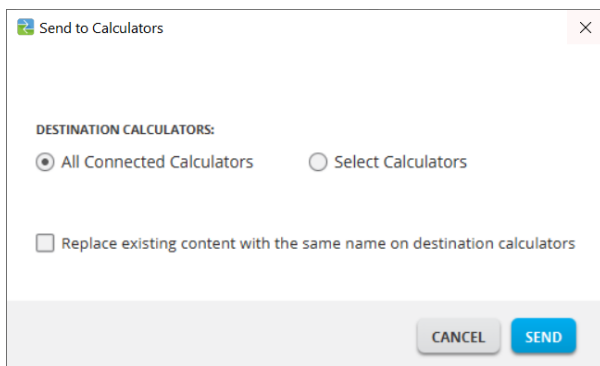 Send to Calculators
DESTINATION CALCULATORS:
All Connected Calculators Select Calculators
Replace existing content with the same name on destination calculators
CANCEL SEND